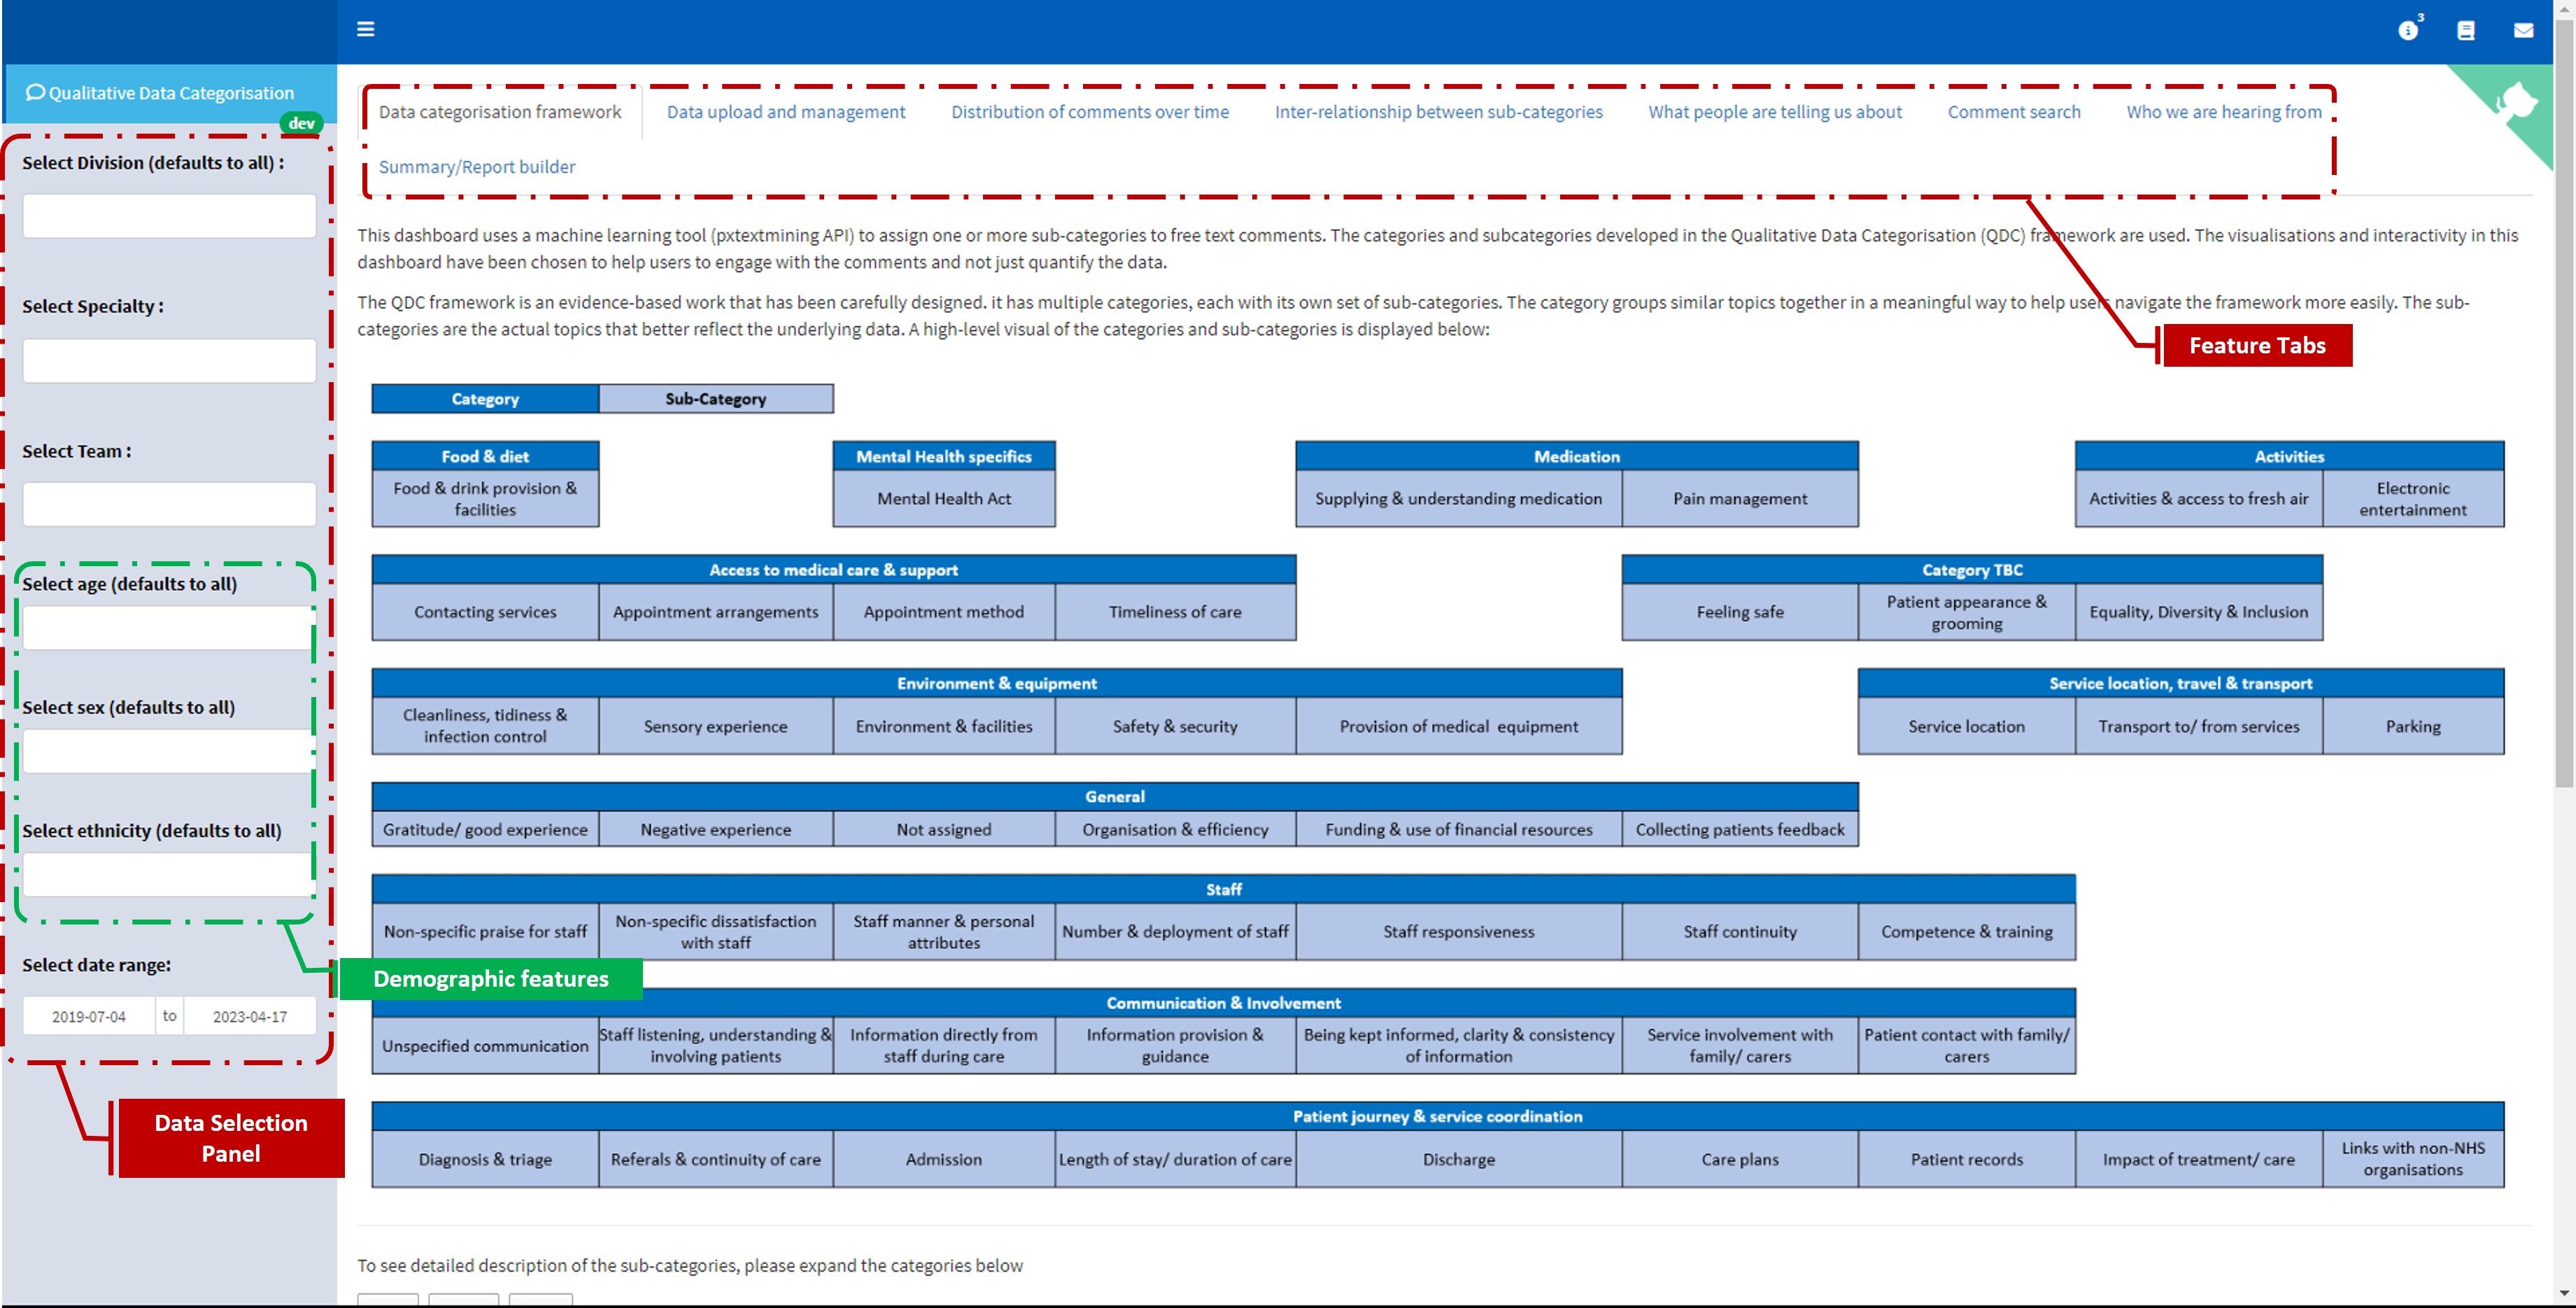 3
Qualitative Data Categorisation
dev
Select Division (defaults to all) :
Select Specialty :
Select Team :
Select age (defaults to all)
Select sex (defaults to all)
Select ethnicity (defaults to all)
Select date range:
2019-07-04 to 2023-04-17
Data Selection
Panel
Demographic features
Data categorisation framework Data upload and management Distribution of comments over time Inter-relationship between sub-categories What people are telling us about Comment search Who we are hearing from
Summary/Report builder
Feature Tabs
This dashboard uses a machine learning tool (pxtextmining API) to assign one or more sub-categories to free text comments. The categories and subcategories developed in the Qualitative Data Categorisation (QDC) framework are used. The visualisations and interactivity in this
dashboard have been chosen to help users to engage with the comments and not just quantify the data.
The QDC framework is an evidence-based work that has been carefully designed. it has multiple categories, each with its own set of sub-categories. The category groups similar topics together in a meaningful way to help users navigate the framework more easily. The sub-
categories are the actual topics that better reflect the underlying data. A high-level visual of the categories and sub-categories is displayed below:
Category Sub-Category
Food & diet
Food & drink provision &
facilities
Mental Health specifics
Mental Health Act
Medication
Supplying & understanding medication
Pain management
Activities
Activities & access to fresh air
Electronic
entertainment
Access to medical care & support
Contacting services
Appointment arrangements
Appointment method
Timeliness of care
Category TBC
Feeling safe
Patient appearance &
grooming
Equality, Diversity & Inclusion
Environment & equipment
Cleanliness, tidiness &
infection control
Sensory experience
Environment & facilities
Safety & security
Provision of medical equipment
Service location, travel & transport
Service location
Transport to/ from services
Parking
General
Gratitude/ good experience
Negative experience
Not assigned
Organisation & efficiency
Funding & use of financial resources
Collecting patients feedback
Staff
Non-specific praise for staff
Non-specific dissatisfaction
with staff
Staff manner & personal
attributes
Number & deployment of staff
Staff responsiveness
Staff continuity
Competence & training
Communication & Involvement
Unspecified communication
Staff listening, understanding &
involving patients
Information directly from
staff during care
Information provision &
guidance
Being kept informed, clarity & consistency
of information
Service involvement with
family/ carers
Patient contact with family/
carers
Patient journey & service coordination
Diagnosis & triage
Referrals & continuity of care
Admission
Length of stay/ duration of care
Discharge
Care plans
Patient records
Impact of treatment/ care
Links with non-NHS
organisations
To see detailed description of the sub-categories, please expand the categories below